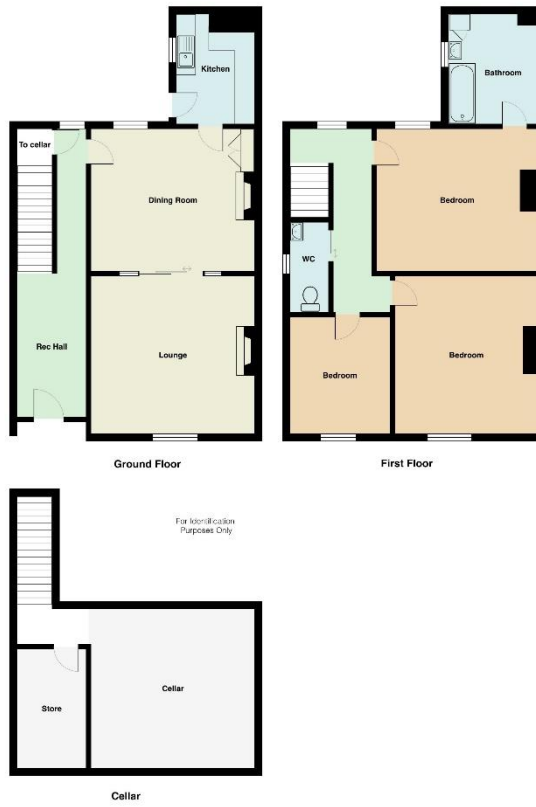 Kitchen
To cellar
Dining Room
Rec Hall
Lounge
Ground Floor
Bathroom
Bedroom
WC
Bedroom
Bedroom
First Floor
For Identification
Purposes Only
Cellar
Store
Cellar